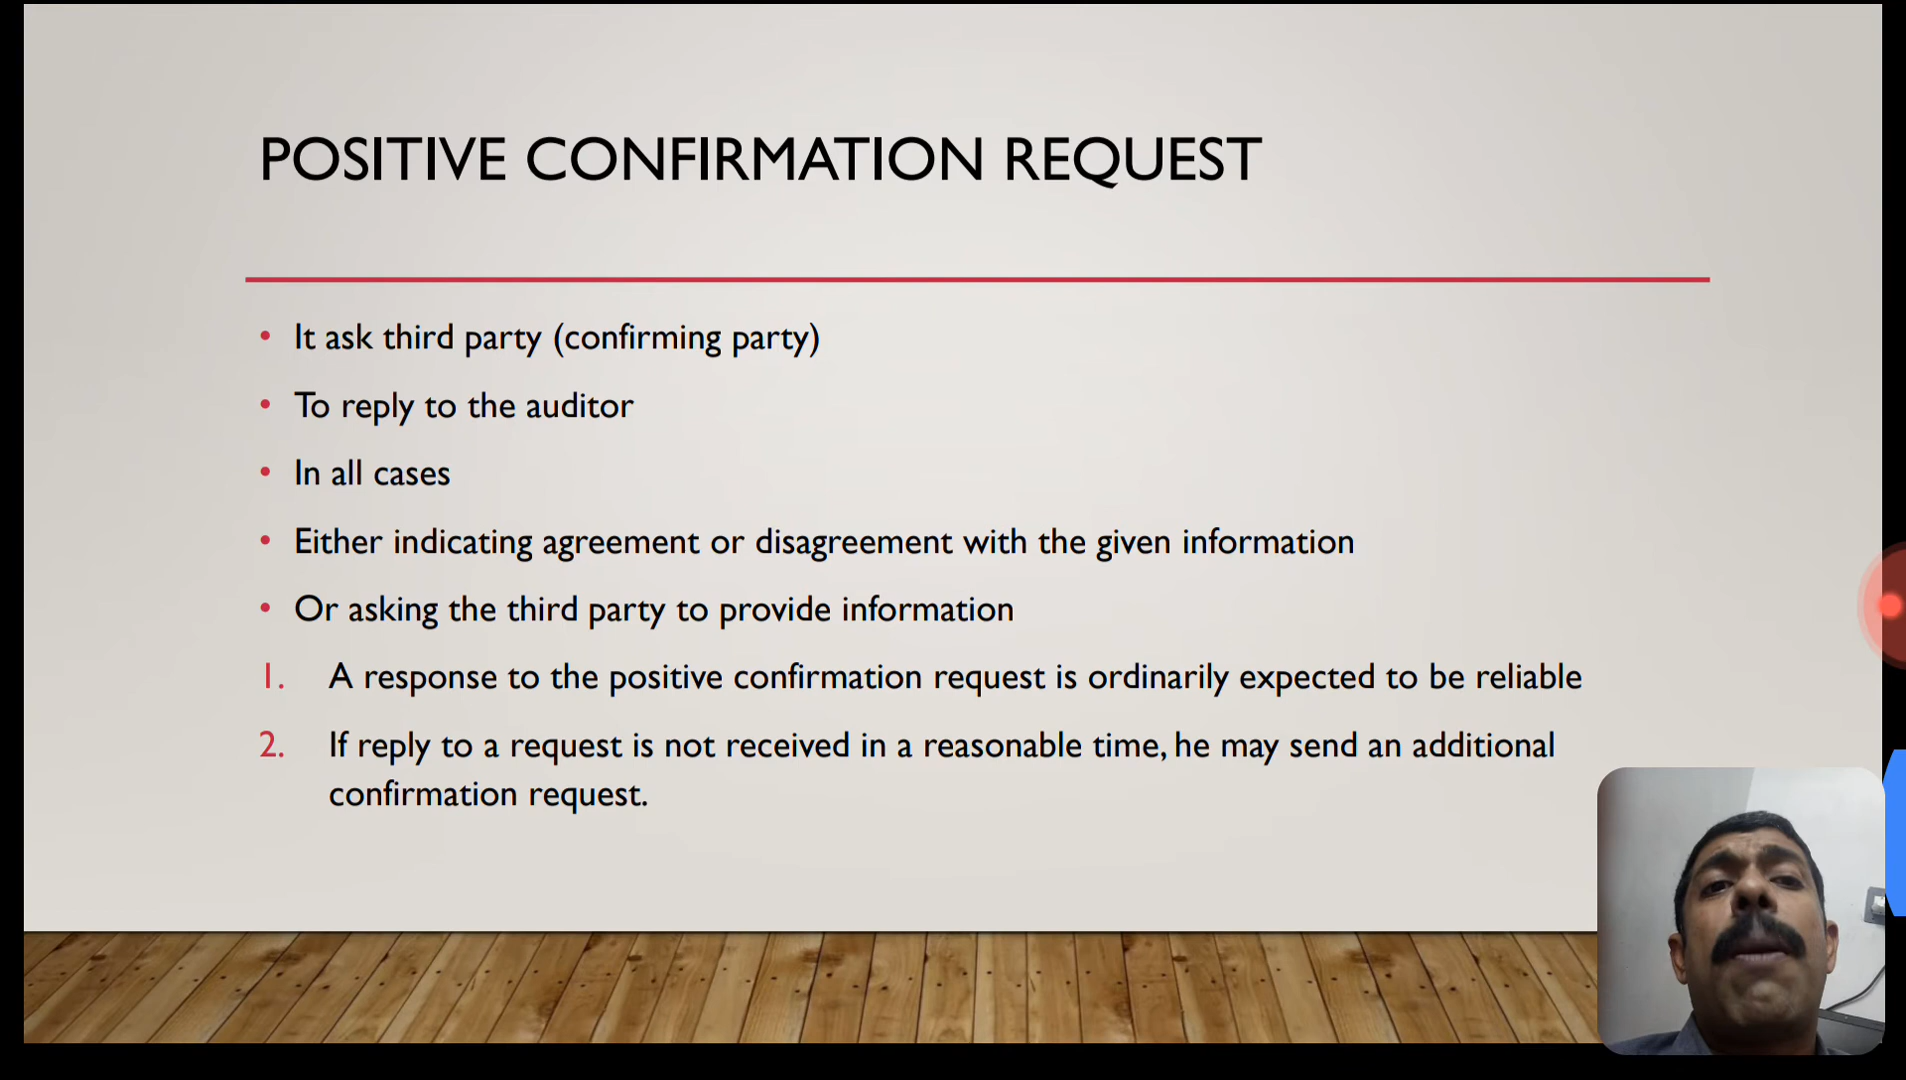 POSITIVE CONFIRMATION REQUEST
• It ask third party (confirming party)
• To reply to the auditor
• In all cases
• Either indicating agreement or disagreement with the given information
• Or asking the third party to provide information
1. A response to the positive confirmation request is ordinarily expected to be reliable
2. If reply to a request is not received in a reasonable time, he may send an additional
confirmation request.